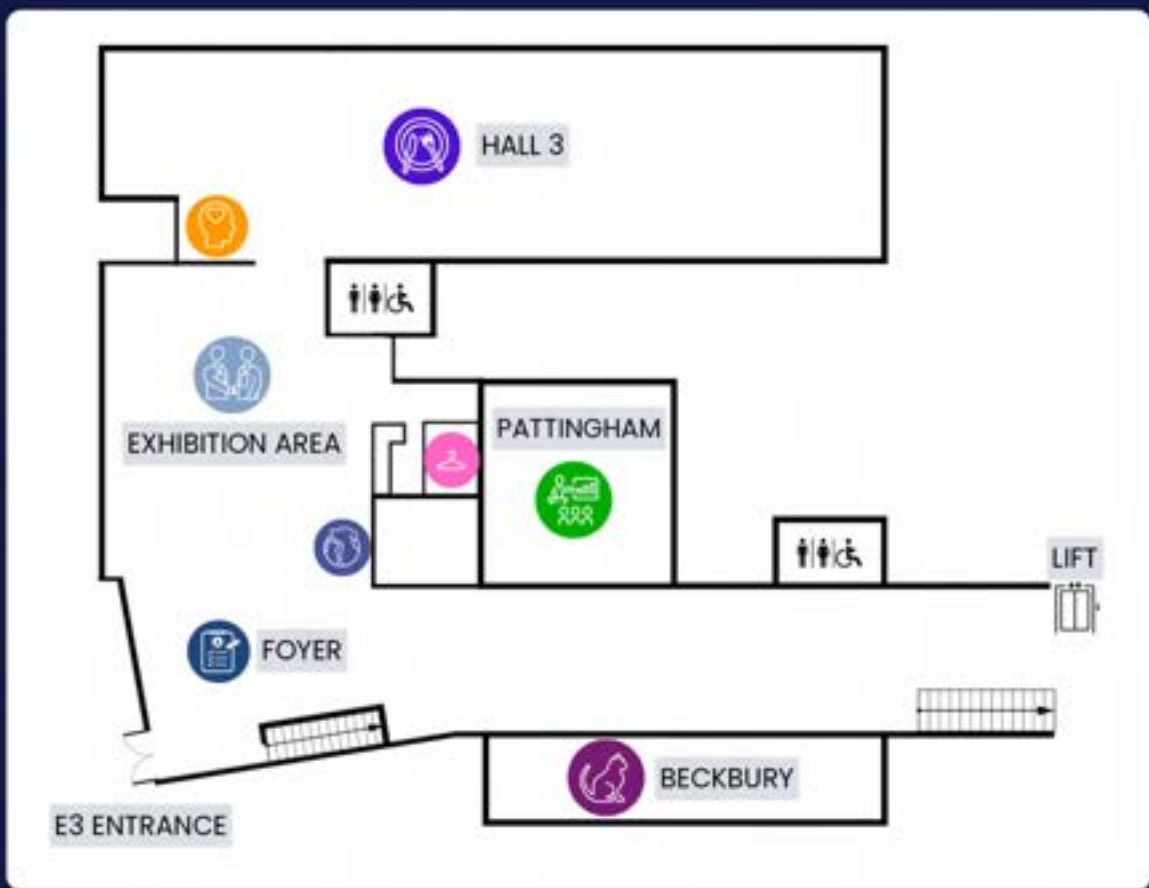 HALL 3
EXHIBITION AREA
PATTINGHAM
LIFT
FOYER
BECKBURY
E3 ENTRANCE